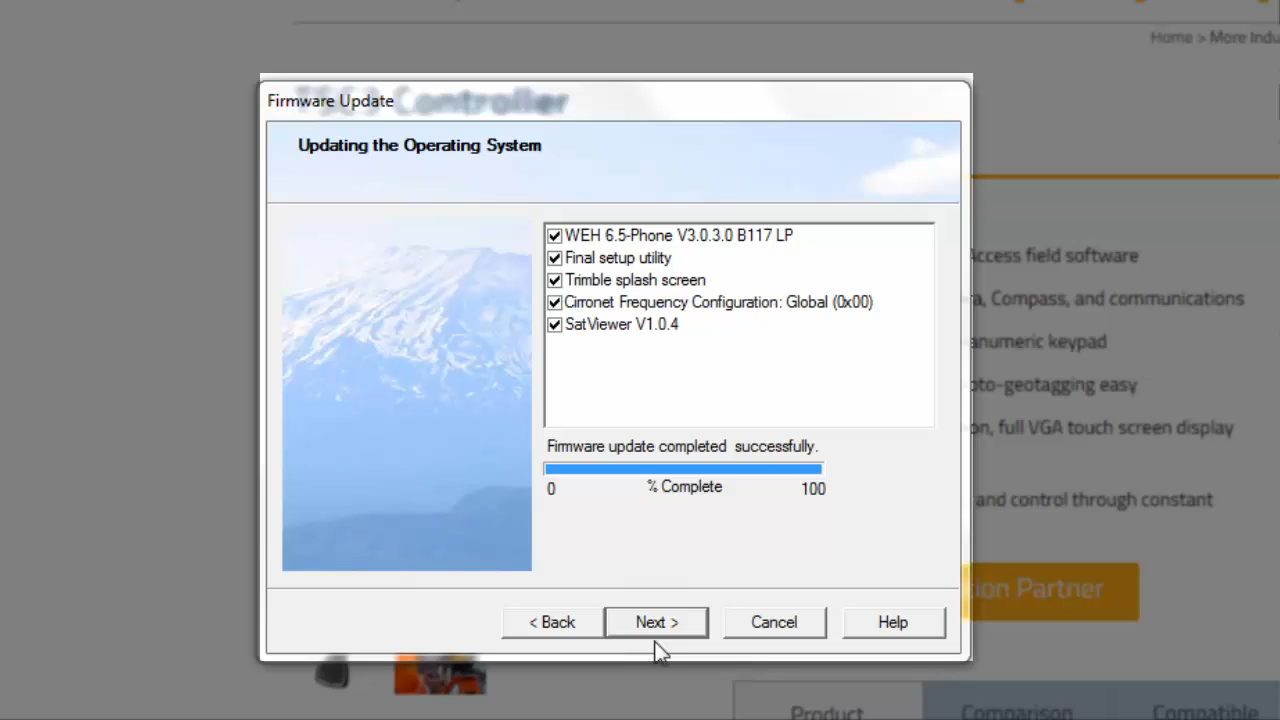 Home > More Indu
TSC3 Controller
Firmware Update
Updating the Operating System
WEH 6.5-Phone V3.0.3.0 B117 LP
Final setup utility
Trimble splash screen
Cirronet Frequency Configuration: Global (0x00)
SatViewer V1.0.4
Firmware update completed successfully.
0 % Complete 100
< Back Next > Cancel Help
Access field software
a, Compass, and communications
anumeric keypad
oto-geotagging easy
on, full VGA touch screen display
and control through constant
ion Partner
Product Comparison Compatible